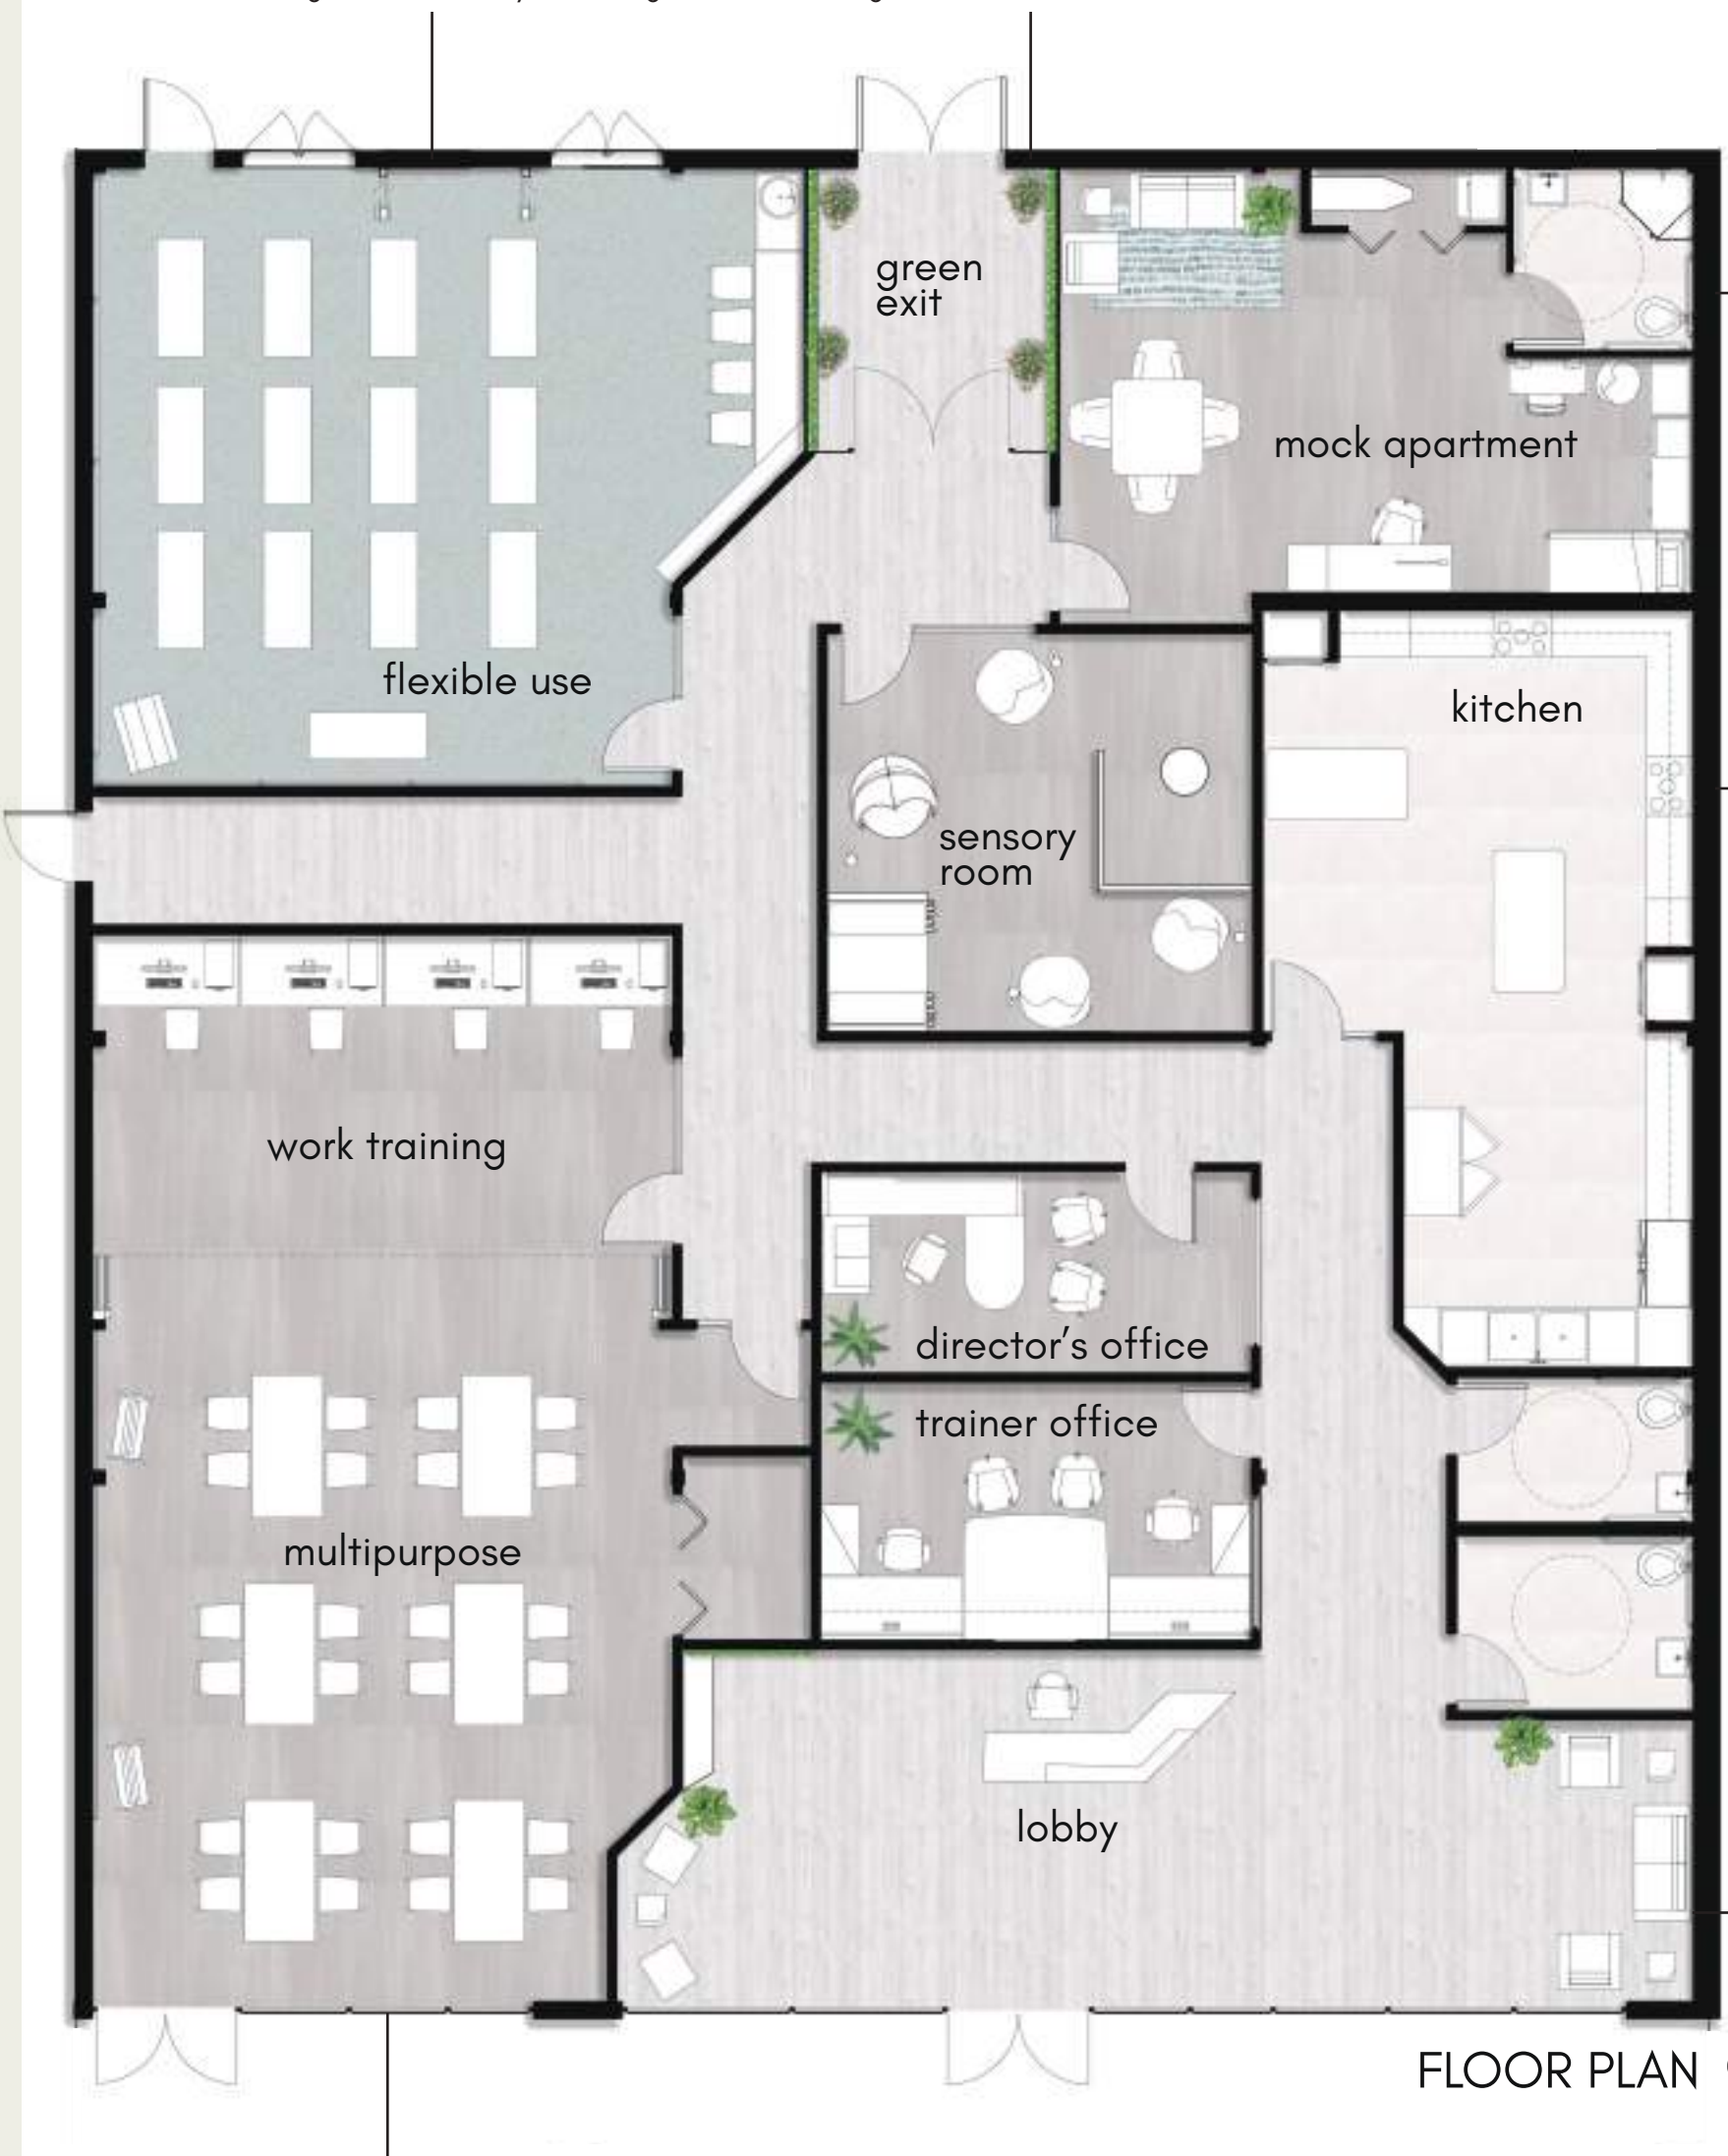 green
exit
mock apartment
flexible use
kitchen
sensory
room
work training
director's office
trainer office
multipurpose
lobby
FLOOR PLAN